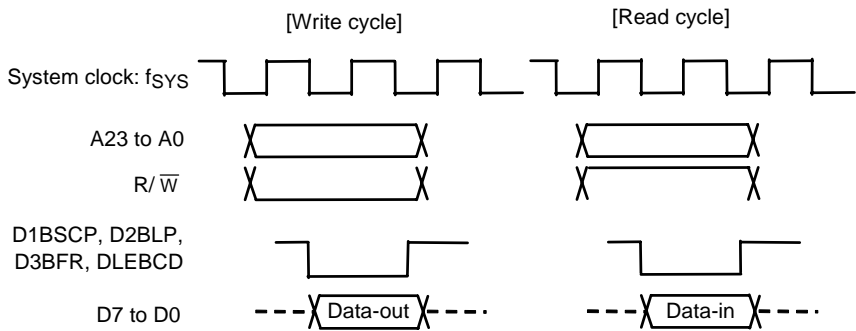 [Write cycle] [Read cycle]
System clock: fSYS
A23 to A0
R/ W̅
D1BSCP, D2BLP,
D3BFR, DLEBCD
D7 to D0 Data-out Data-in